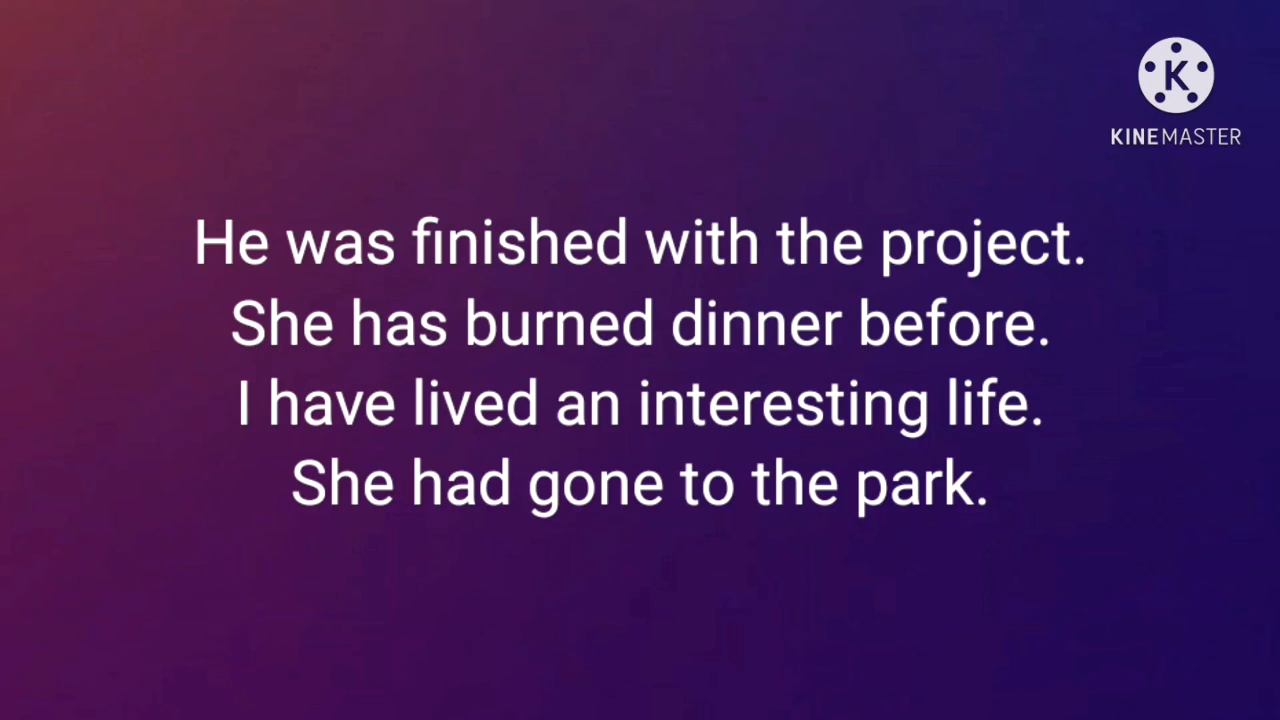 K
KINEMASTER
He was finished with the project.
She has burned dinner before.
I have lived an interesting life.
She had gone to the park.